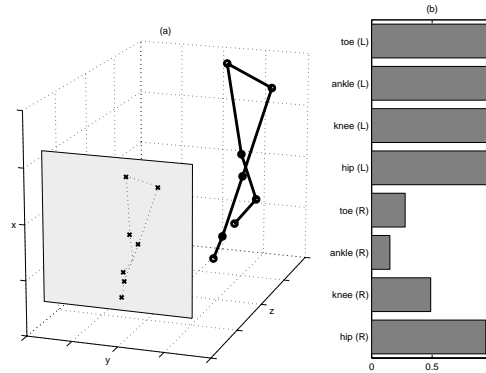 (a)
x
y
z
(b)
toe (L)
ankle (L)
knee (L)
hip (L)
toe (R)
ankle (R)
knee (R)
hip (R)
0
0.5